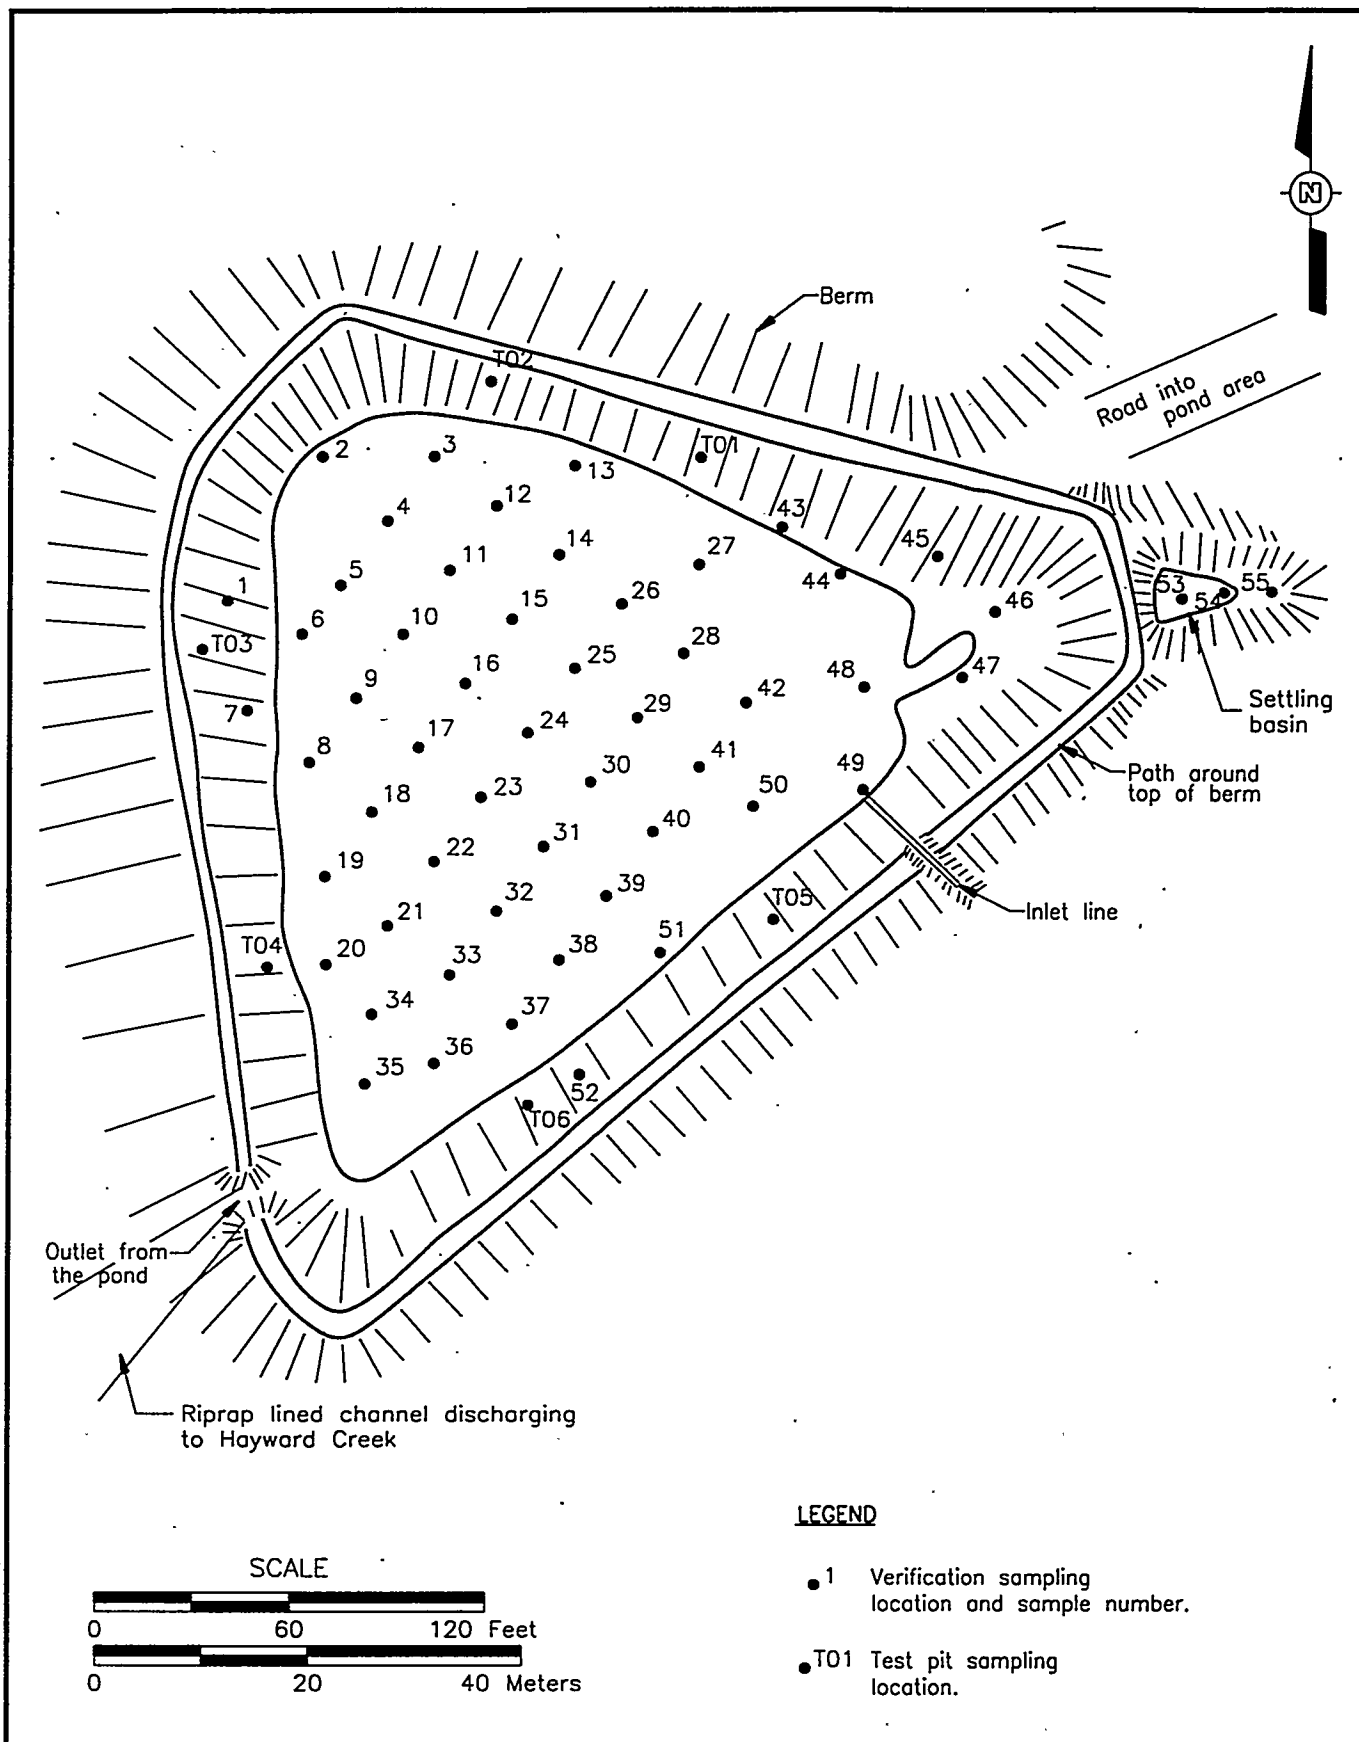 N
Berm
Road into
pond area
T02
T01
2
3
13
12
4
43
14
27
45
11
44
5
1
15
26
46
53
54
55
6
10
T03
28
16
25
47
48
9
42
29
7
24
17
Settling
basin
8
41
30
49
Path around
top of berm
50
18
23
40
31
19
22
39
32
T05
Inlet line
21
51
T04
20
33
38
34
37
36
35
52
T06
Outlet from
the pond
Riprap lined channel discharging
to Hayward Creek
LEGEND
1 Verification sampling
location and sample number.
T01 Test pit sampling
location.
SCALE
0 60 120 Feet
0 20 40 Meters